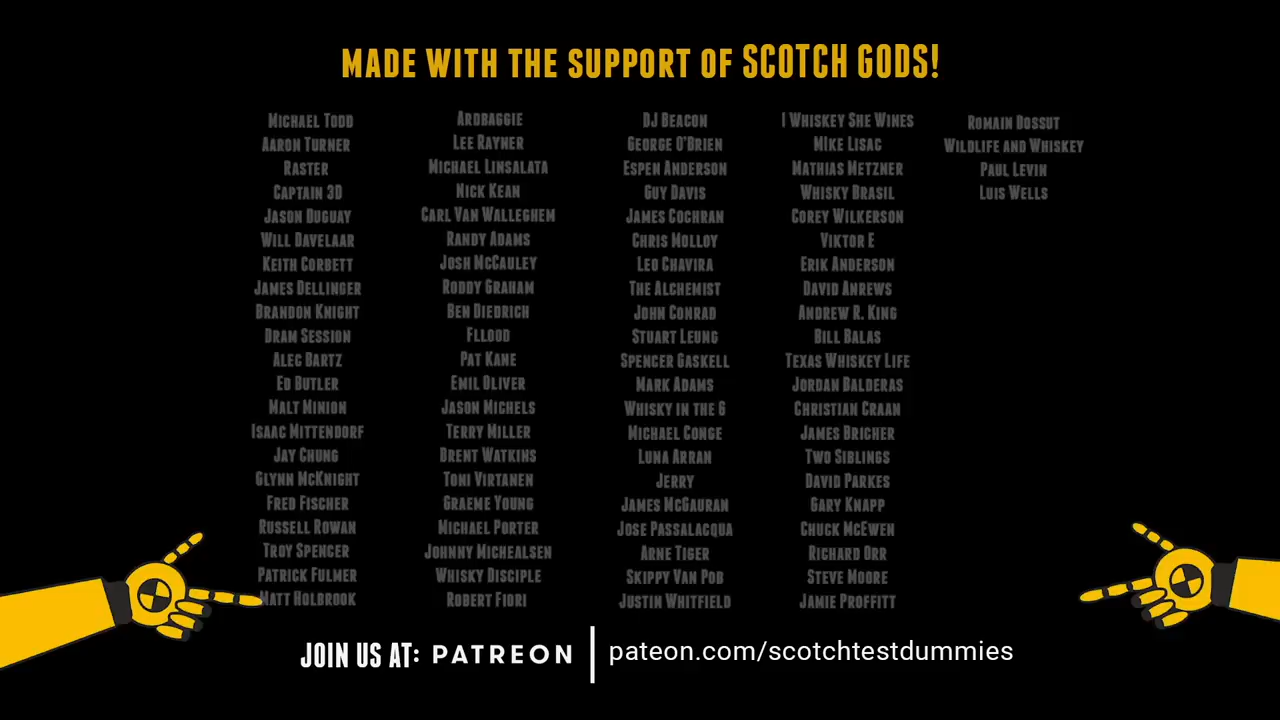 MADE WITH THE SUPPORT OF SCOTCH GODS!
MICHAEL TODD
AARON TURNER
RASTER
CAPTAIN 3D
JASON DUGUAY
WILL DAVELAAR
KEITH CORBETT
JAMES DELLINGER
BRANDON KNIGHT
DRAM SESSION
ALEC BARTZ
ED BUTLER
MALT MINION
ISAAC MITTENDORF
JAY CHUNG
GLYNN MCKNIGHT
FRED FISCHER
RUSSELL ROWAN
TROY SPENCER
PATRICK FULMER
MATT HOLBROOK
ARDBAGGIE
LEE RAYNER
MICHAEL LINSALATA
NICK KEAN
CARL VAN WALLEGHEM
RANDY ADAMS
JOSH MCCAULEY
RODDY GRAHAM
BEN DIEDRICH
FLLOOD
PAT KANE
EMIL OLIVER
JASON MICHELS
TERRY MILLER
BRENT WATKINS
TONI VIRTANEN
GRAEME YOUNG
MICHAEL PORTER
JOHNNY MICHEALSEN
WHISKY DISCIPLE
ROBERT FIORI
DJ BEACON
GEORGE O'BRIEN
ESPEN ANDERSON
GUY DAVIS
JAMES COCHRAN
CHRIS MOLLOY
LEO CHAVIRA
THE ALCHEMIST
JOHN CONRAD
STUART LEUNG
SPENCER GASKELL
MARK ADAMS
WHISKY IN THE 6
MICHAEL CONGE
LUNA ARRAN
JERRY
JAMES MCGAURAN
JOSE PASSALACQUA
ARNE TIGER
SKIPPY VAN POB
JUSTIN WHITFIELD
I WHISKEY SHE WINES
MIKE LISAC
MATHIAS METZNER
WHISKY BRASIL
COREY WILKERSON
VIKTOR E
ERIK ANDERSON
DAVID ANREWS
ANDREW R. KING
BILL BALAS
TEXAS WHISKEY LIFE
JORDAN BALDERAS
CHRISTIAN CRAAN
JAMES BRICHER
TWO SIBLINGS
DAVID PARKES
GARY KNAPP
CHUCK MCEWEN
RICHARD ORR
STEVE MOORE
JAMIE PROFFITT
ROMAIN DOSSUT
WILDLIFE AND WHISKEY
PAUL LEVIN
LUIS WELLS
JOIN US AT: PATREON | pateon.com/scotchtestdummies